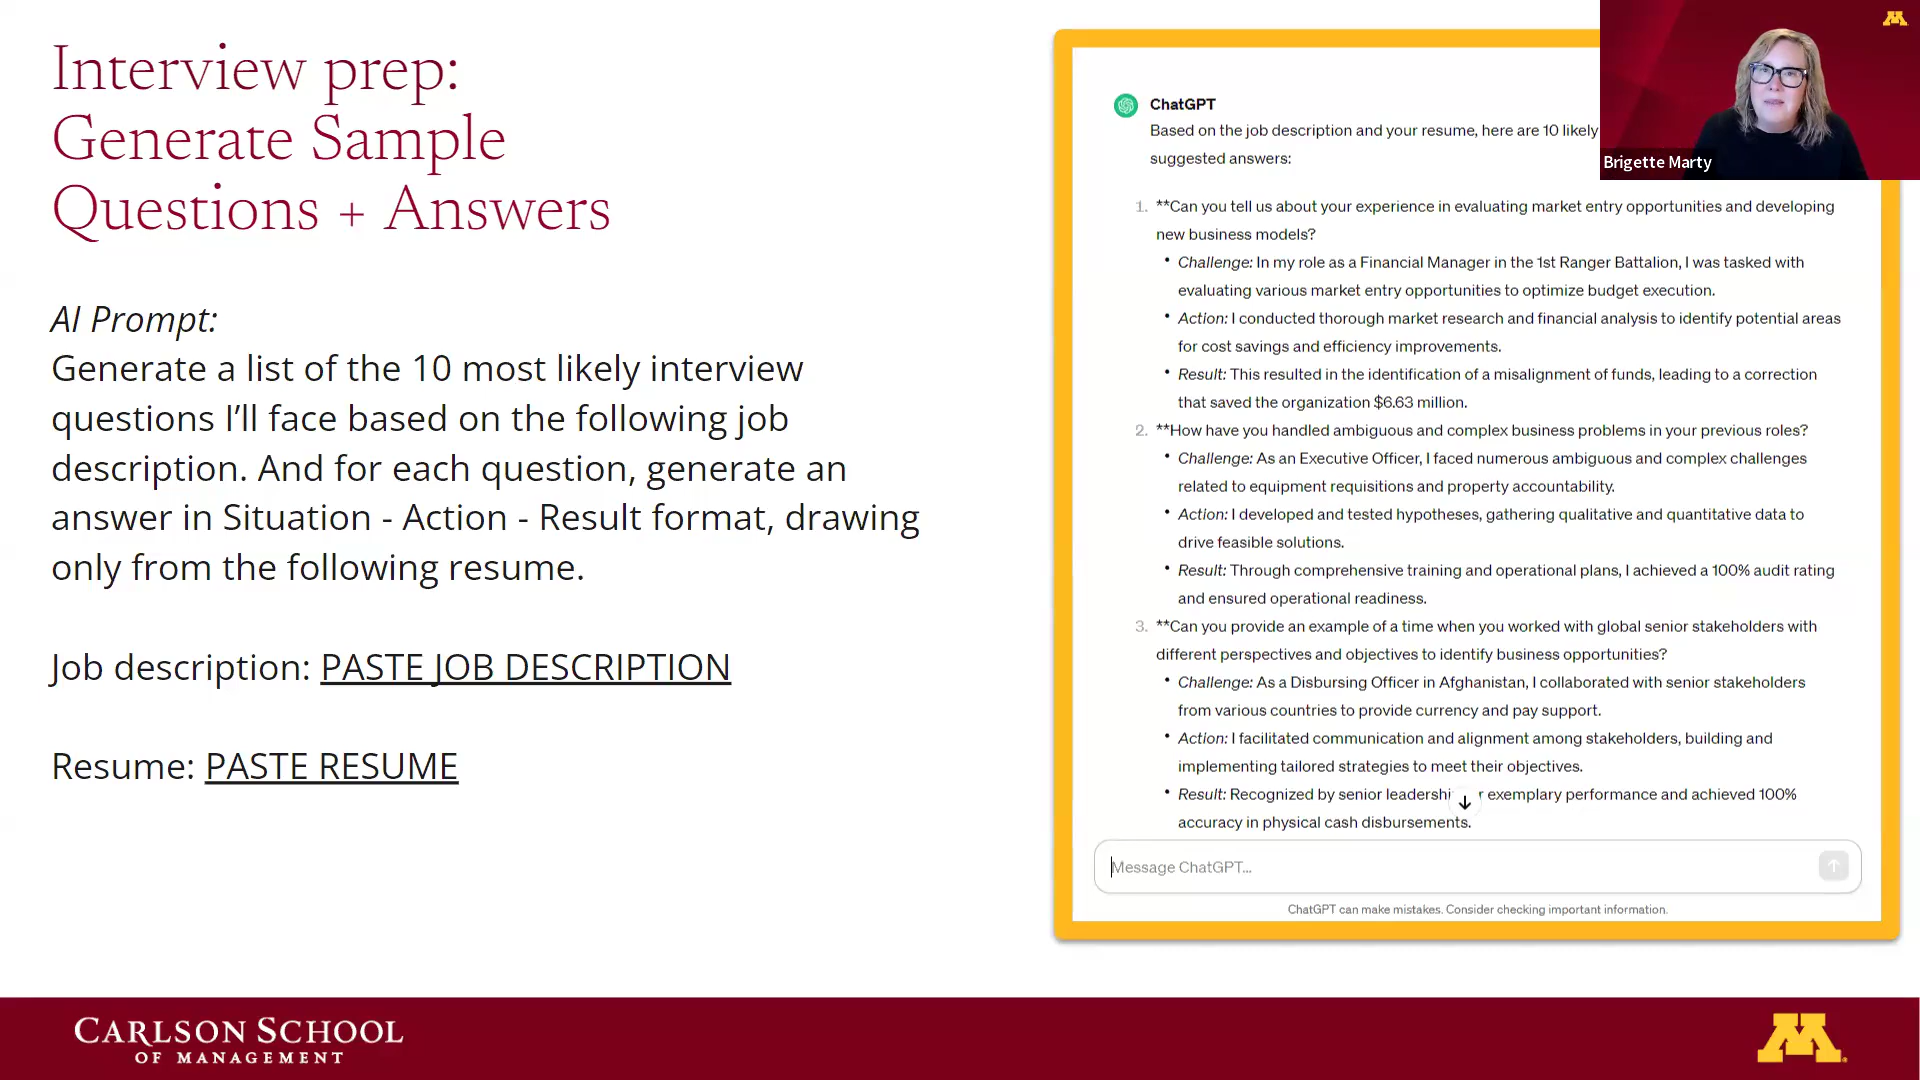 Interview prep:
Generate Sample
Questions + Answers
AI Prompt:
Generate a list of the 10 most likely interview
questions I’ll face based on the following job
description. And for each question, generate an
answer in Situation - Action - Result format, drawing
only from the following resume.
Job description: PASTE JOB DESCRIPTION
Resume: PASTE RESUME
ChatGPT
Based on the job description and your resume, here are 10 likely
suggested answers:
1. **Can you tell us about your experience in evaluating market entry opportunities and developing
new business models?
• Challenge: In my role as a Financial Manager in the 1st Ranger Battalion, I was tasked with
evaluating various market entry opportunities to optimize budget execution.
• Action: I conducted thorough market research and financial analysis to identify potential areas
for cost savings and efficiency improvements.
• Result: This resulted in the identification of a misalignment of funds, leading to a correction
that saved the organization $6.63 million.
2. **How have you handled ambiguous and complex business problems in your previous roles?
• Challenge: As an Executive Officer, I faced numerous ambiguous and complex challenges
related to equipment requisitions and property accountability.
• Action: I developed and tested hypotheses, gathering qualitative and quantitative data to
drive feasible solutions.
• Result: Through comprehensive training and operational plans, I achieved a 100% audit rating
and ensured operational readiness.
3. **Can you provide an example of a time when you worked with global senior stakeholders with
different perspectives and objectives to identify business opportunities?
• Challenge: As a Disbursing Officer in Afghanistan, I collaborated with senior stakeholders
from various countries to provide currency and pay support.
• Action: I facilitated communication and alignment among stakeholders, building and
implementing tailored strategies to meet their objectives.
• Result: Recognized by senior leadershi r exemplary performance and achieved 100%
accuracy in physical cash disbursements.
Message ChatGPT...
ChatGPT can make mistakes. Consider checking important information.
M
Brigette Marty
CARLSON SCHOOL
OF MANAGEMENT
M